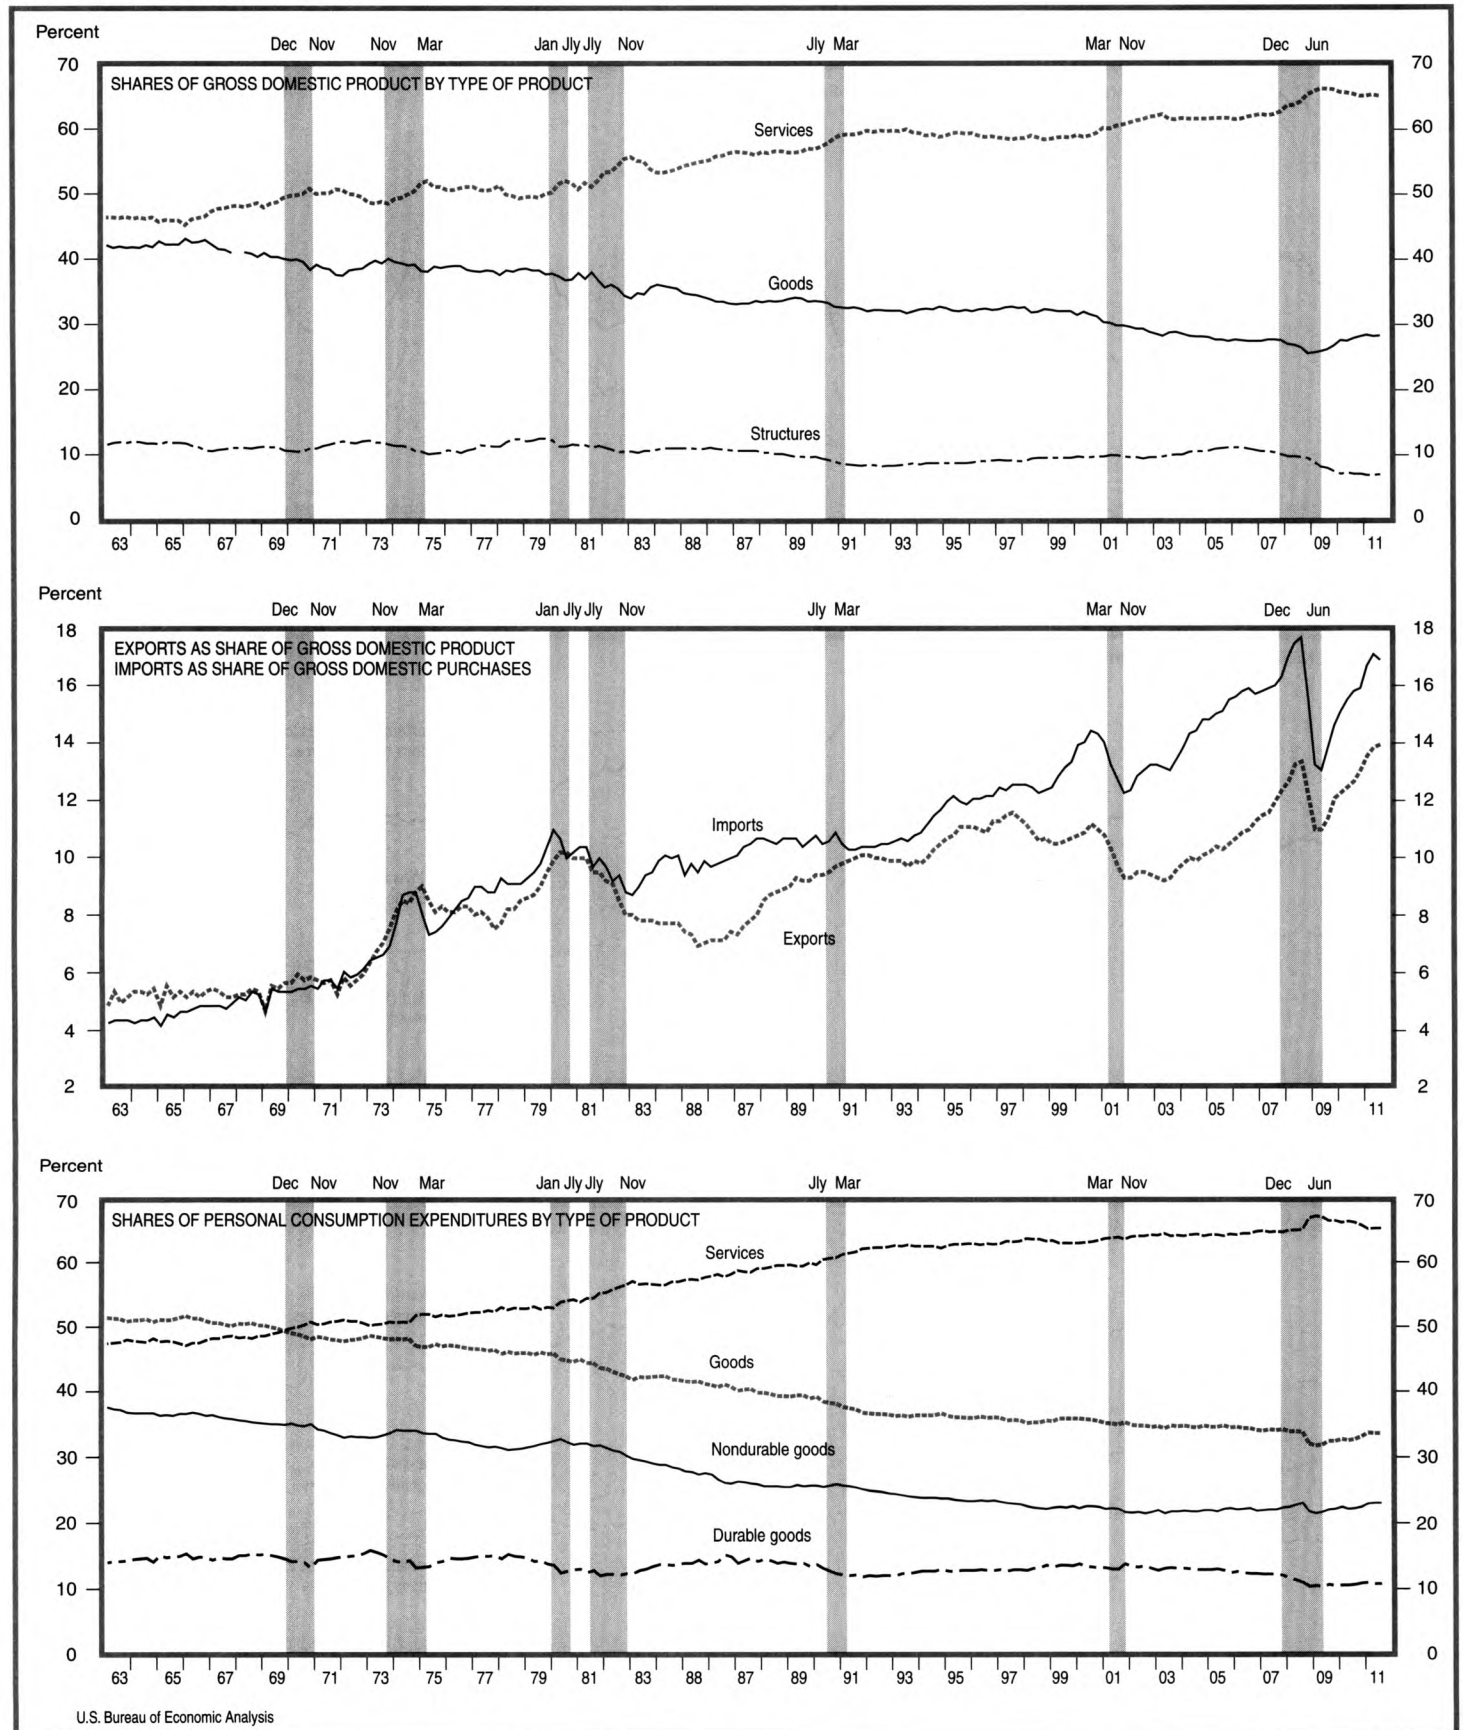 Percent
Dec Nov Nov Mar Jan Jly Jly Nov Jly Mar Mar Nov Dec Jun
70 70
SHARES OF GROSS DOMESTIC PRODUCT BY TYPE OF PRODUCT
60 Services 60
50 50
40 40
Goods
30 30
20 20
Structures
10 10
0 0
63 65 67 69 71 73 75 77 79 81 83 88 87 89 91 93 95 97 99 01 03 05 07 09 11
Percent
Dec Nov Nov Mar Jan Jly Jly Nov Jly Mar Mar Nov Dec Jun
18 18
EXPORTS AS SHARE OF GROSS DOMESTIC PRODUCT
IMPORTS AS SHARE OF GROSS DOMESTIC PURCHASES
16 16
14 14
12 12
Imports
10 10
8 8
Exports
6 6
4 4
2 2
63 65 67 69 71 73 75 77 79 81 83 88 87 89 91 93 95 97 99 01 03 05 07 09 11
Percent
Dec Nov Nov Mar Jan Jly Jly Nov Jly Mar Mar Nov Dec Jun
70 70
SHARES OF PERSONAL CONSUMPTION EXPENDITURES BY TYPE OF PRODUCT
Services
60 60
50 50
Goods
40 40
Nondurable goods
30 30
20 20
Durable goods
10 10
0 0
63 65 67 69 71 73 75 77 79 81 83 88 87 89 91 93 95 97 99 01 03 05 07 09 11
U.S. Bureau of Economic Analysis